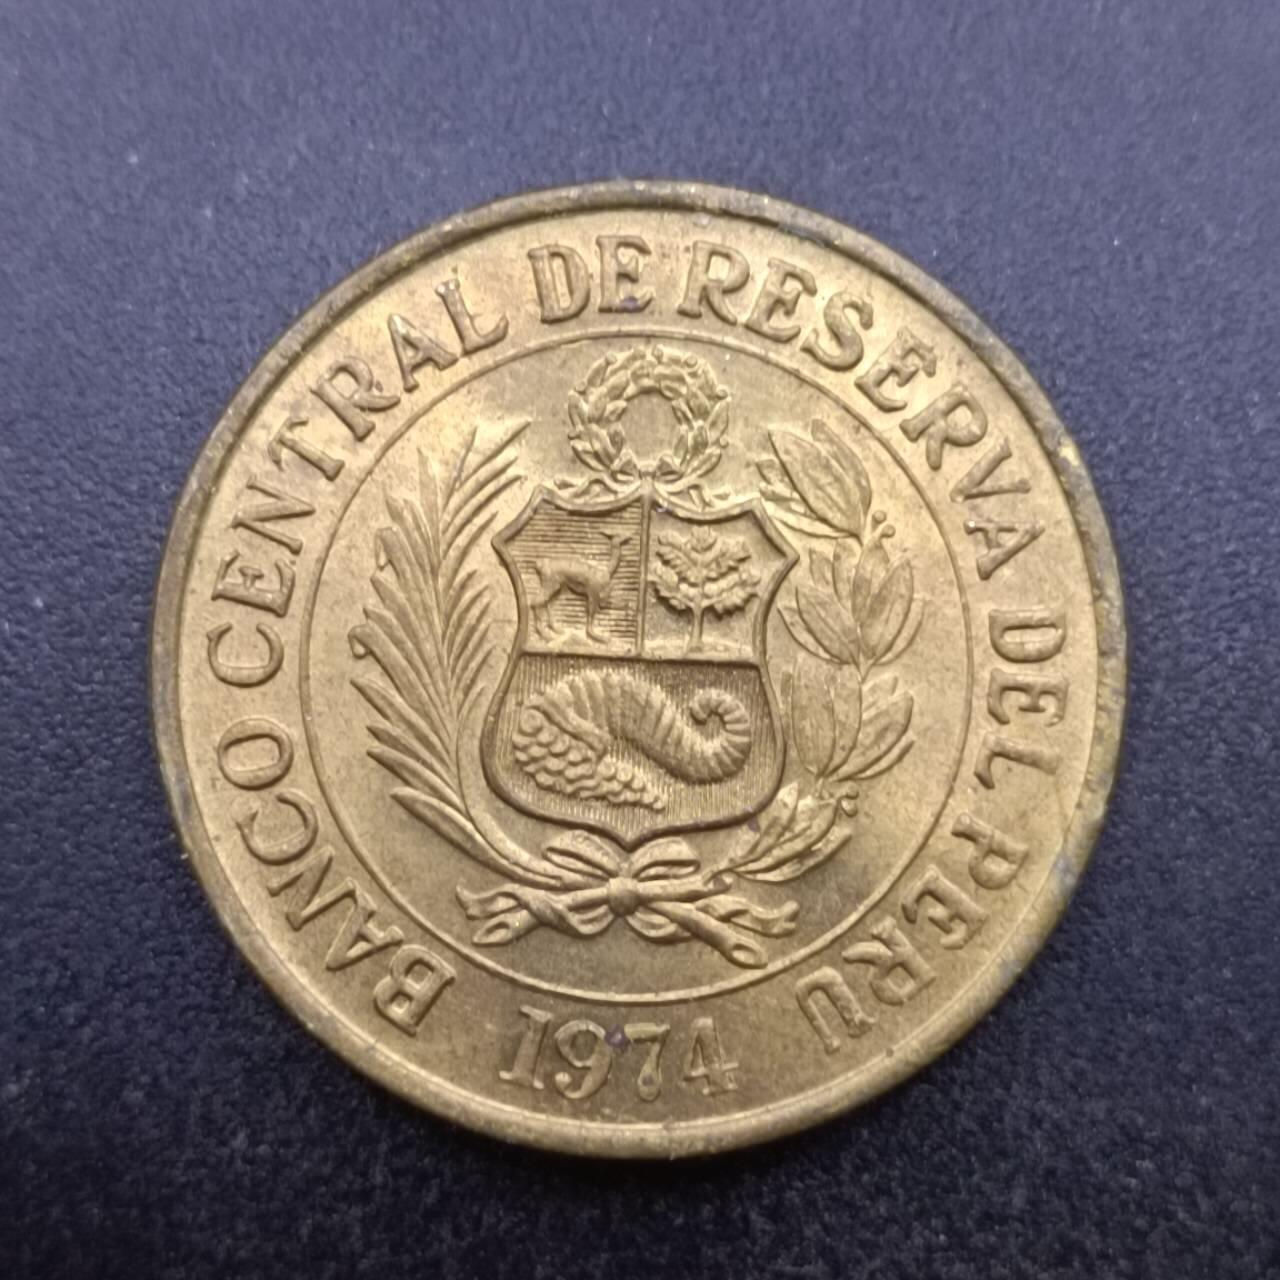 BANCO CENTRAL DE RESERVA DEL PERU
1974